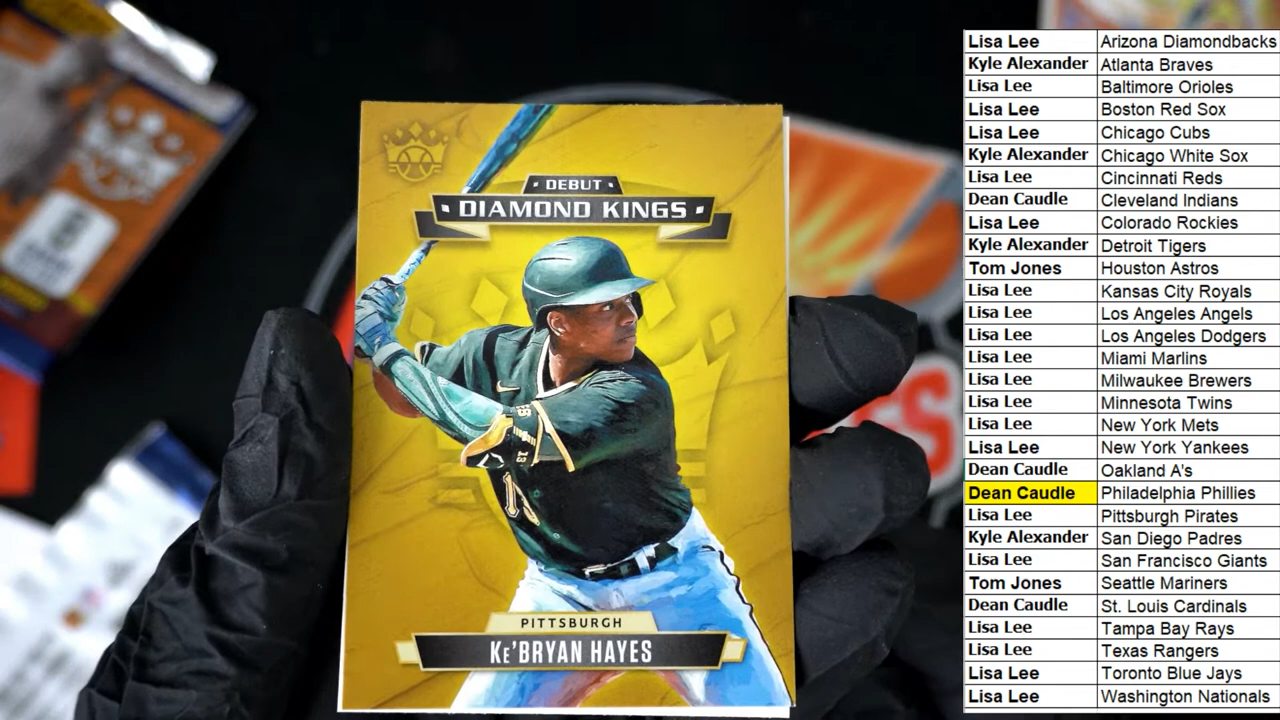 DEBUT
DIAMOND KINGS
13
PITTSBURGH
KE'BRYAN HAYES
Lisa Lee Arizona Diamondbacks
Kyle Alexander Atlanta Braves
Lisa Lee Baltimore Orioles
Lisa Lee Boston Red Sox
Lisa Lee Chicago Cubs
Kyle Alexander Chicago White Sox
Lisa Lee Cincinnati Reds
Dean Caudle Cleveland Indians
Lisa Lee Colorado Rockies
Kyle Alexander Detroit Tigers
Tom Jones Houston Astros
Lisa Lee Kansas City Royals
Lisa Lee Los Angeles Angels
Lisa Lee Los Angeles Dodgers
Lisa Lee Miami Marlins
Lisa Lee Milwaukee Brewers
Lisa Lee Minnesota Twins
Lisa Lee New York Mets
Lisa Lee New York Yankees
Dean Caudle Oakland A's
Dean Caudle Philadelphia Phillies
Lisa Lee Pittsburgh Pirates
Kyle Alexander San Diego Padres
Lisa Lee San Francisco Giants
Tom Jones Seattle Mariners
Dean Caudle St. Louis Cardinals
Lisa Lee Tampa Bay Rays
Lisa Lee Texas Rangers
Lisa Lee Toronto Blue Jays
Lisa Lee Washington Nationals